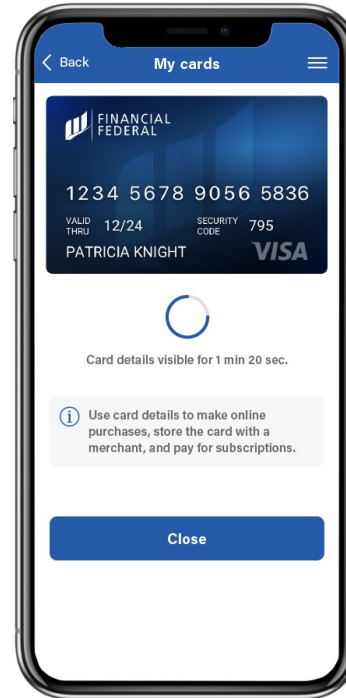 Back
My cards
FINANCIAL
FEDERAL
1234 5678 9056 5836
VALID
THRU 12/24
SECURITY
CODE 795
PATRICIA KNIGHT
VISA
Card details visible for 1 min 20 sec.
i
Use card details to make online
purchases, store the card with a
merchant, and pay for subscriptions.
Close